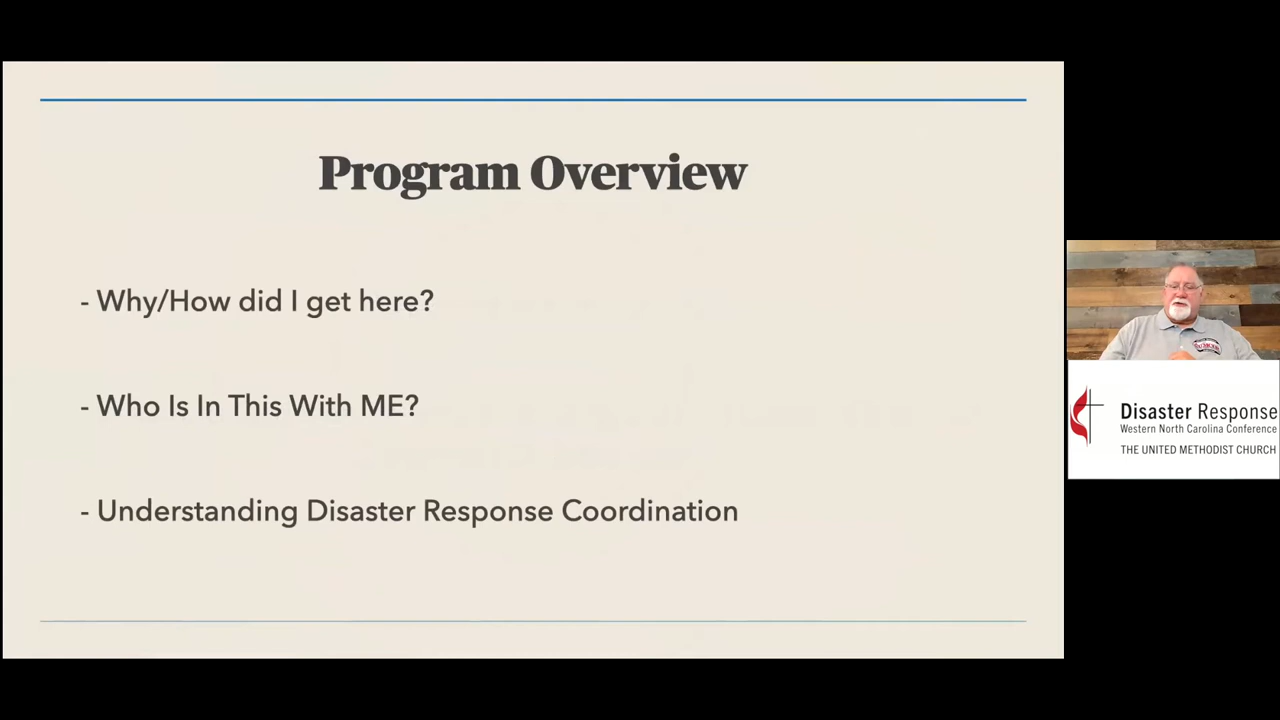 Program Overview
- Why/How did I get here?
- Who Is In This With ME?
- Understanding Disaster Response Coordination
Disaster Response
Western North Carolina Conference
THE UNITED METHODIST CHURCH